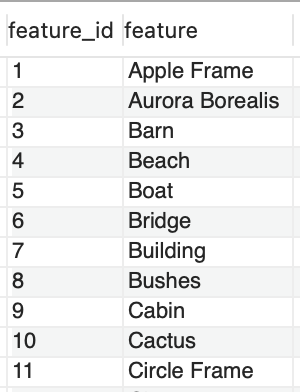 feature_id feature
1 Apple Frame
2 Aurora Borealis
3 Barn
4 Beach
5 Boat
6 Bridge
7 Building
8 Bushes
9 Cabin
10 Cactus
11 Circle Frame